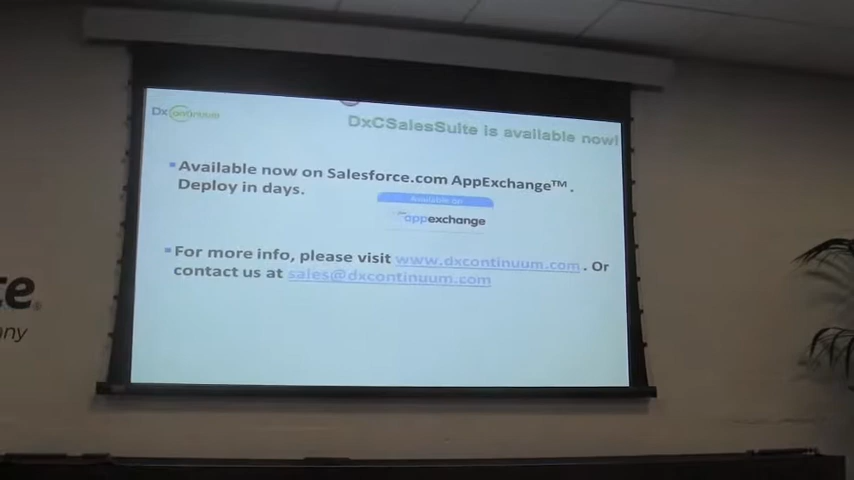 DxContinuum
DxCSalesSuite is available now!
Available now on Salesforce.com AppExchange™.
Deploy in days.
Available on
appexchange
For more info, please visit www.dxcontinuum.com . Or
contact us at sales@dxcontinuum.com
ce
any